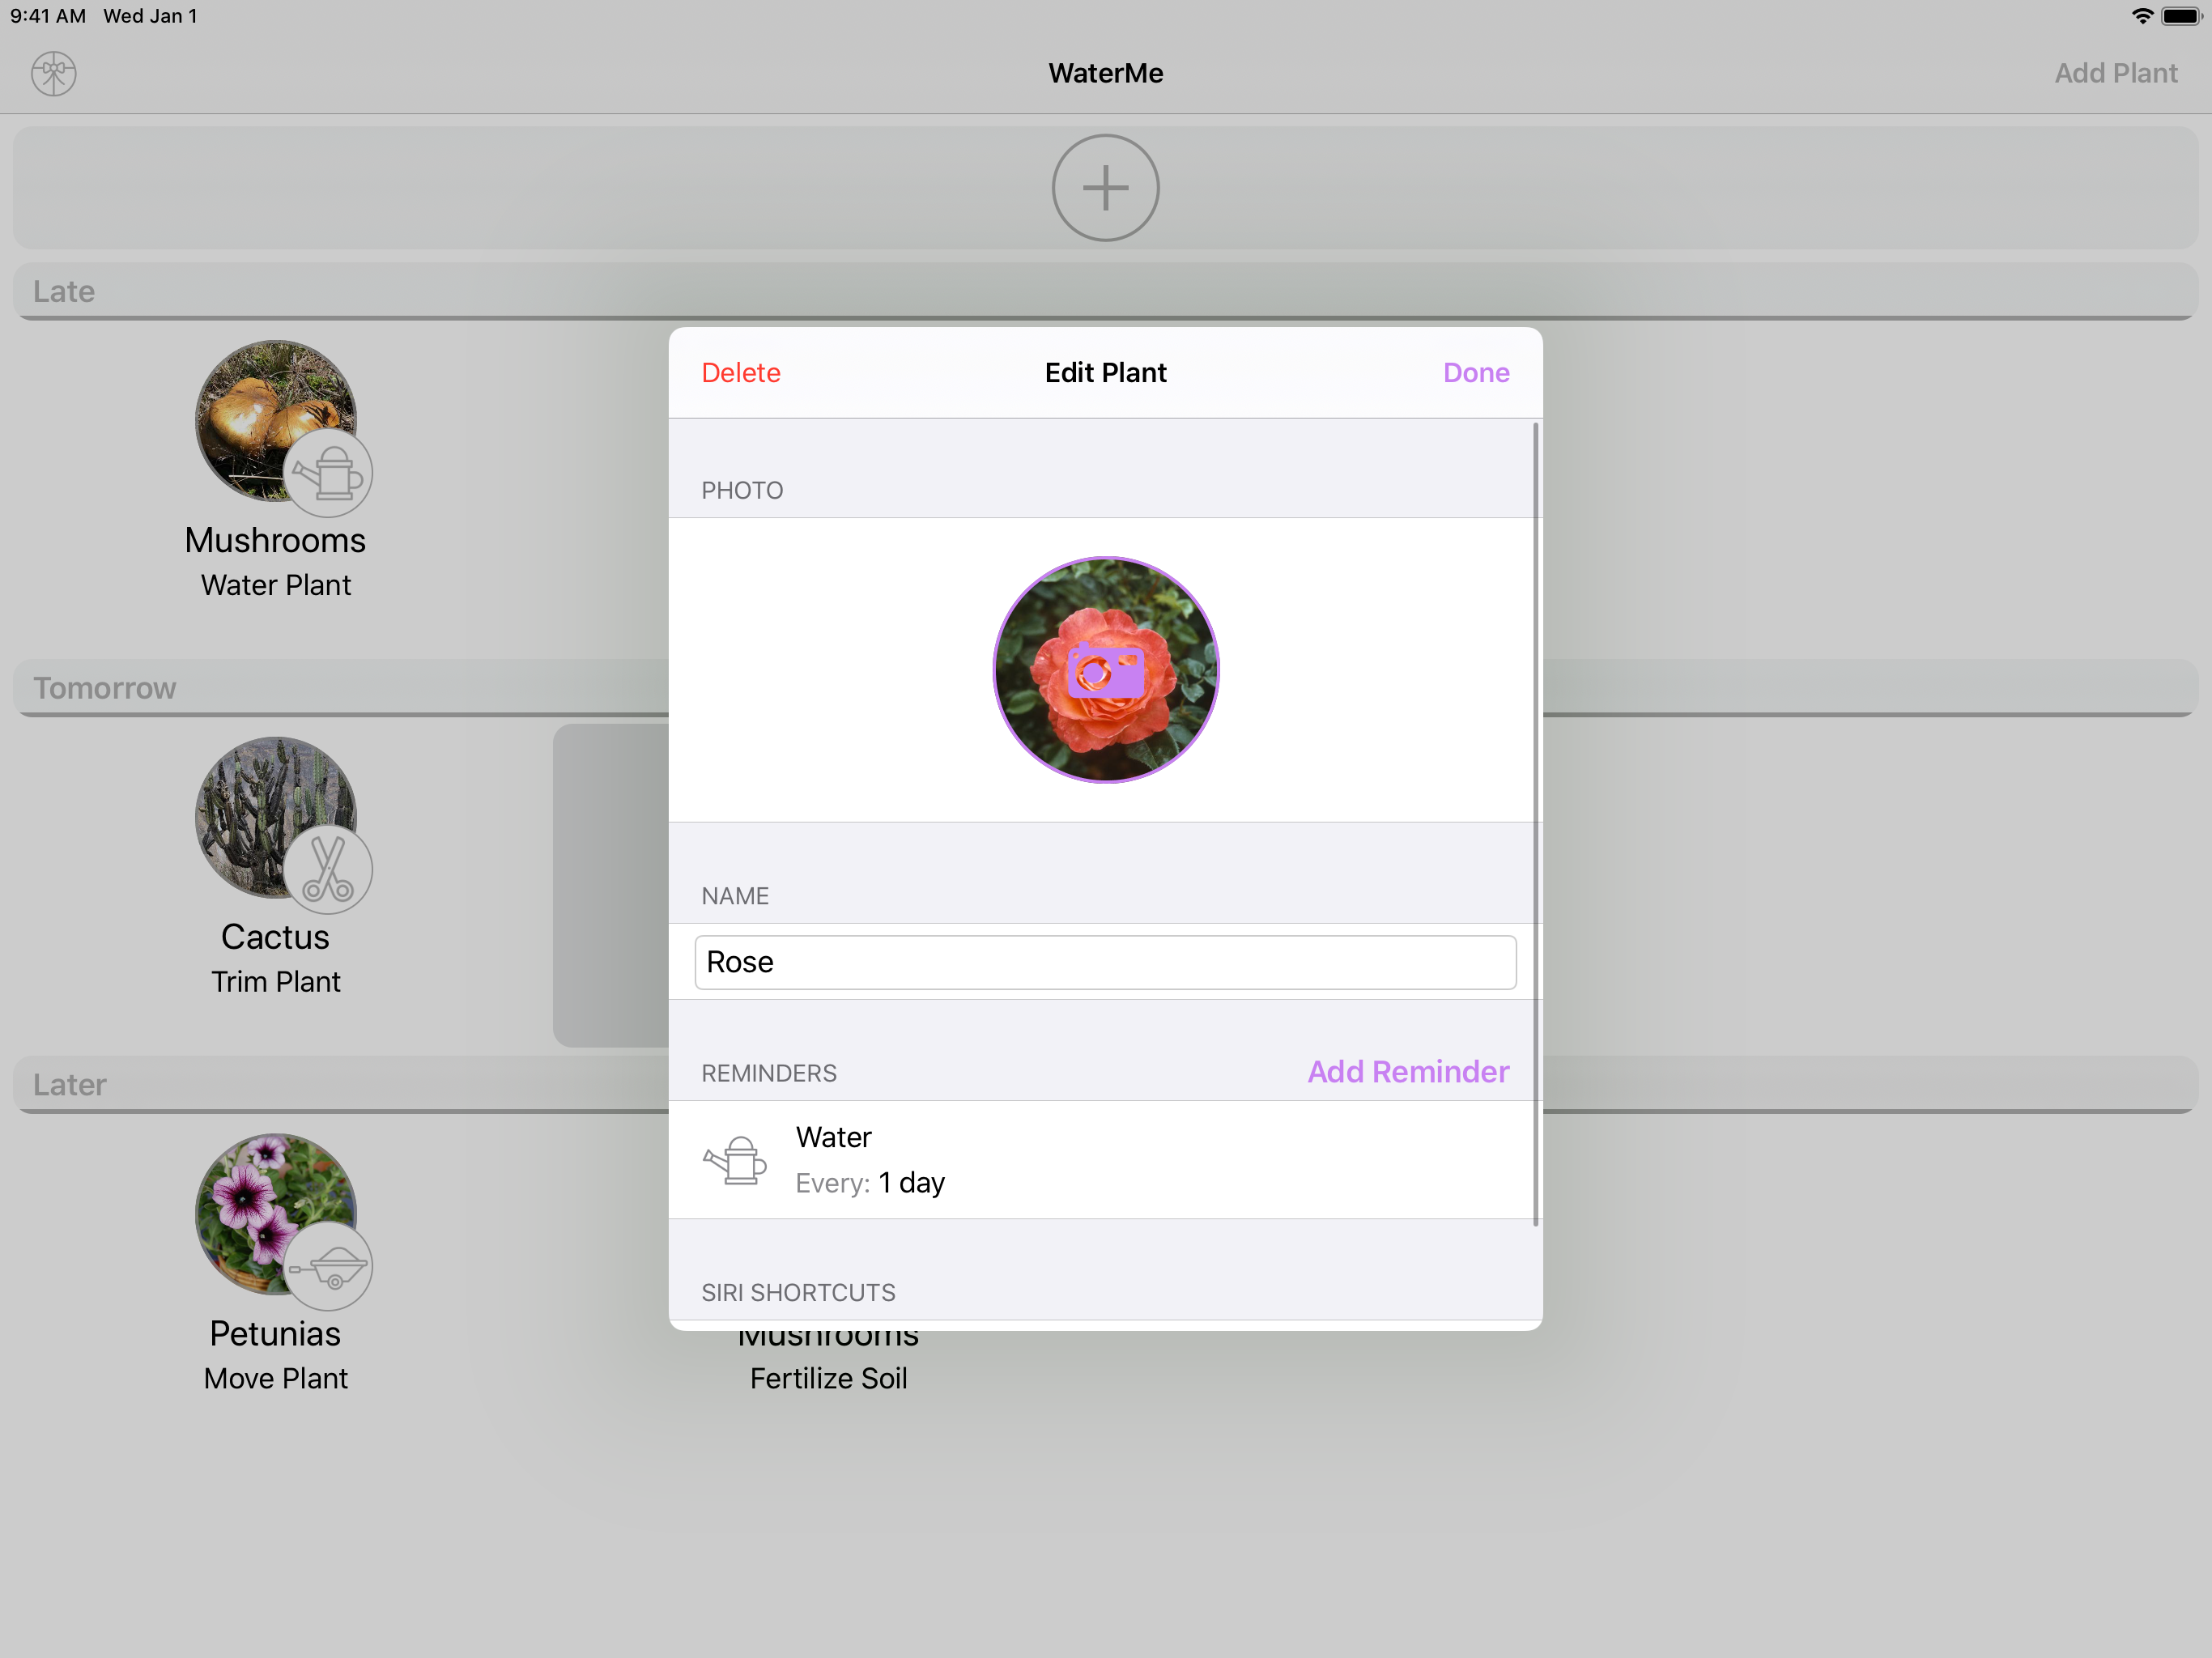 9:41 AM Wed Jan 1
WaterMe
Add Plant
Late
Mushrooms
Water Plant
Tomorrow
Cactus
Trim Plant
Later
Petunias
Move Plant
Mushrooms
Fertilize Soil
Delete
Edit Plant
Done
PHOTO
NAME
Rose
REMINDERS
Add Reminder
Water
Every: 1 day
SIRI SHORTCUTS